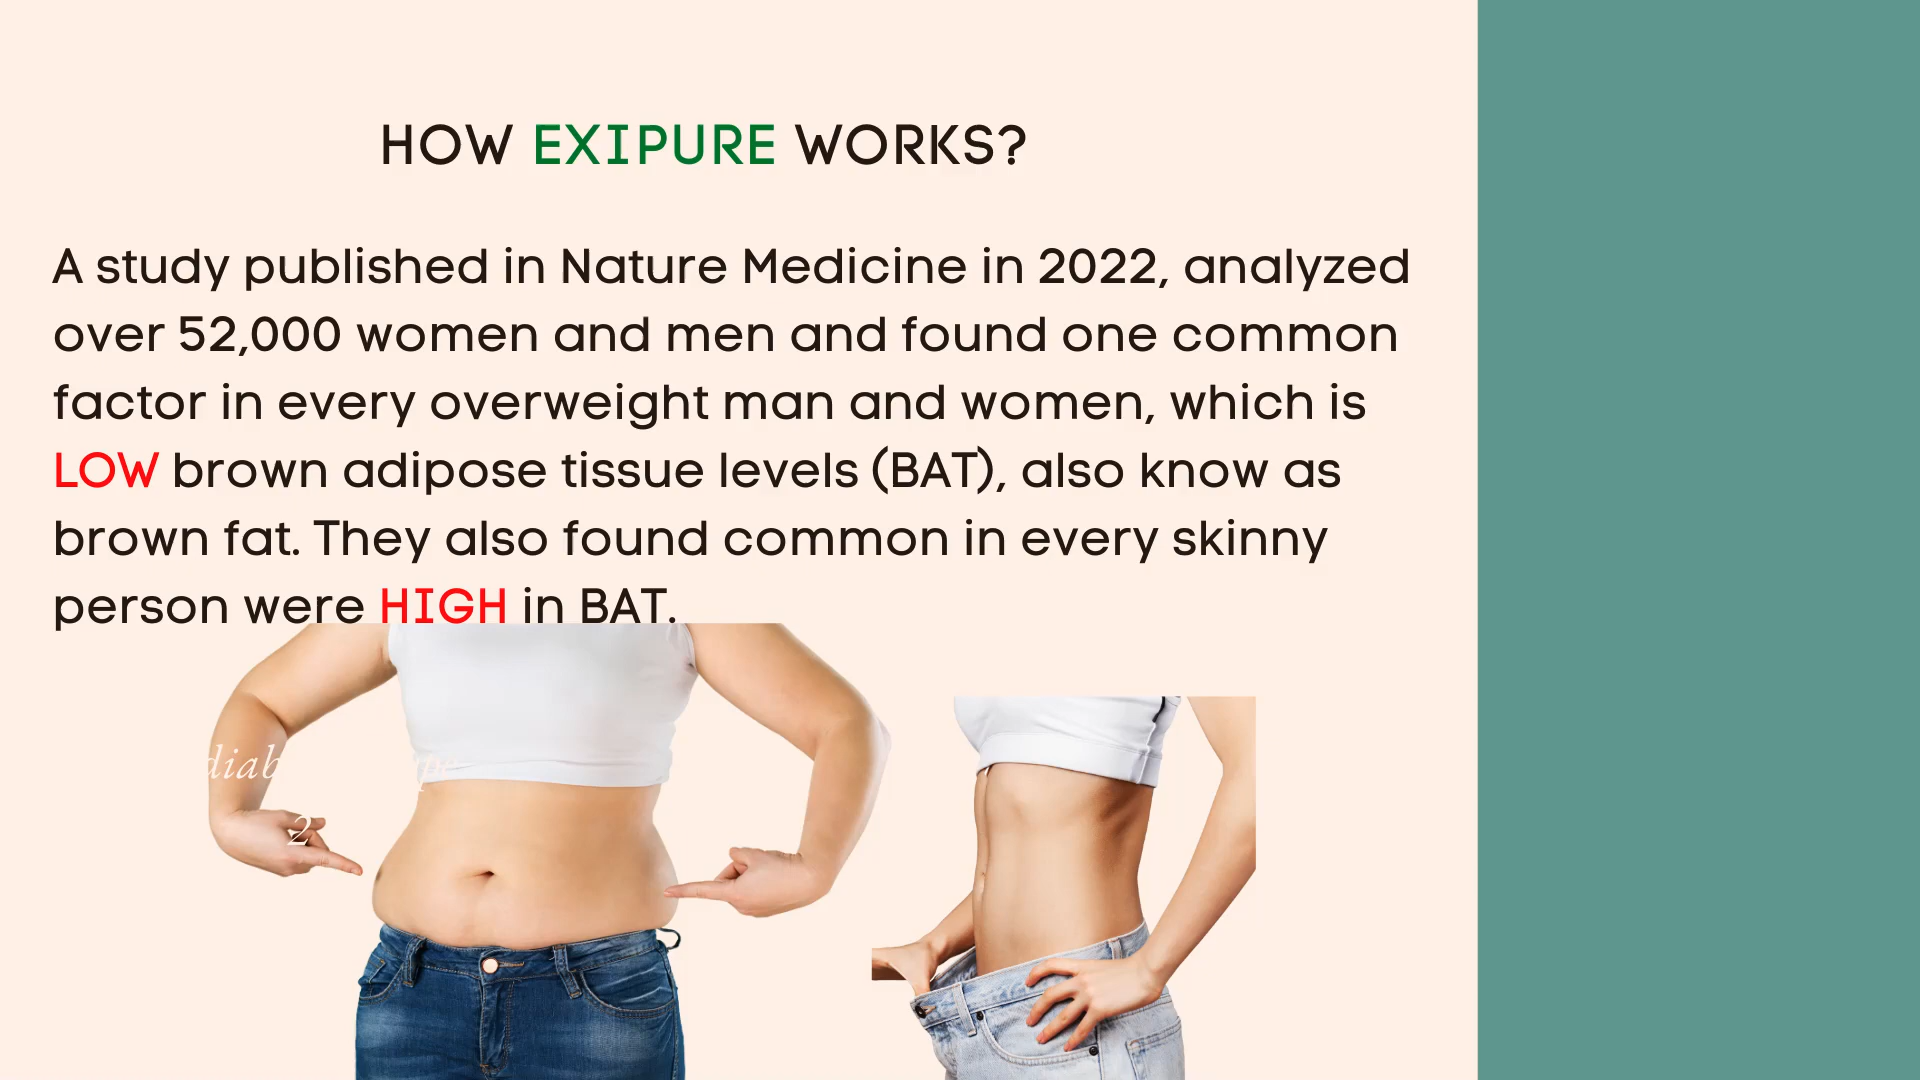 HOW EXIPURE WORKS?
A study published in Nature Medicine in 2022, analyzed
over 52,000 women and men and found one common
factor in every overweight man and women, which is
LOW brown adipose tissue levels (BAT), also know as
brown fat. They also found common in every skinny
person were HIGH in BAT.
2